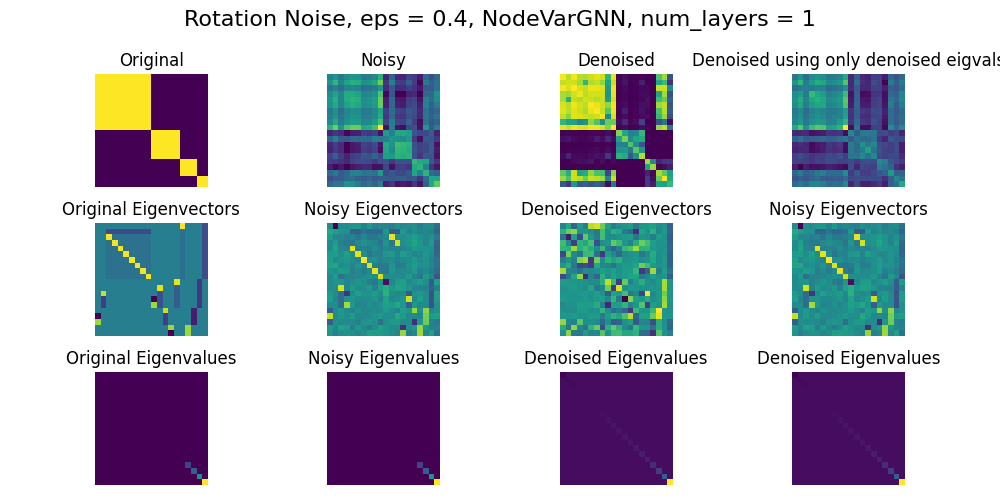 Rotation Noise, eps = 0.4, NodeVarGNN, num_layers = 1
Original
Noisy
Denoised
Denoised using only denoised eigvals
Original Eigenvectors
Noisy Eigenvectors
Denoised Eigenvectors
Noisy Eigenvectors
Original Eigenvalues
Noisy Eigenvalues
Denoised Eigenvalues
Denoised Eigenvalues